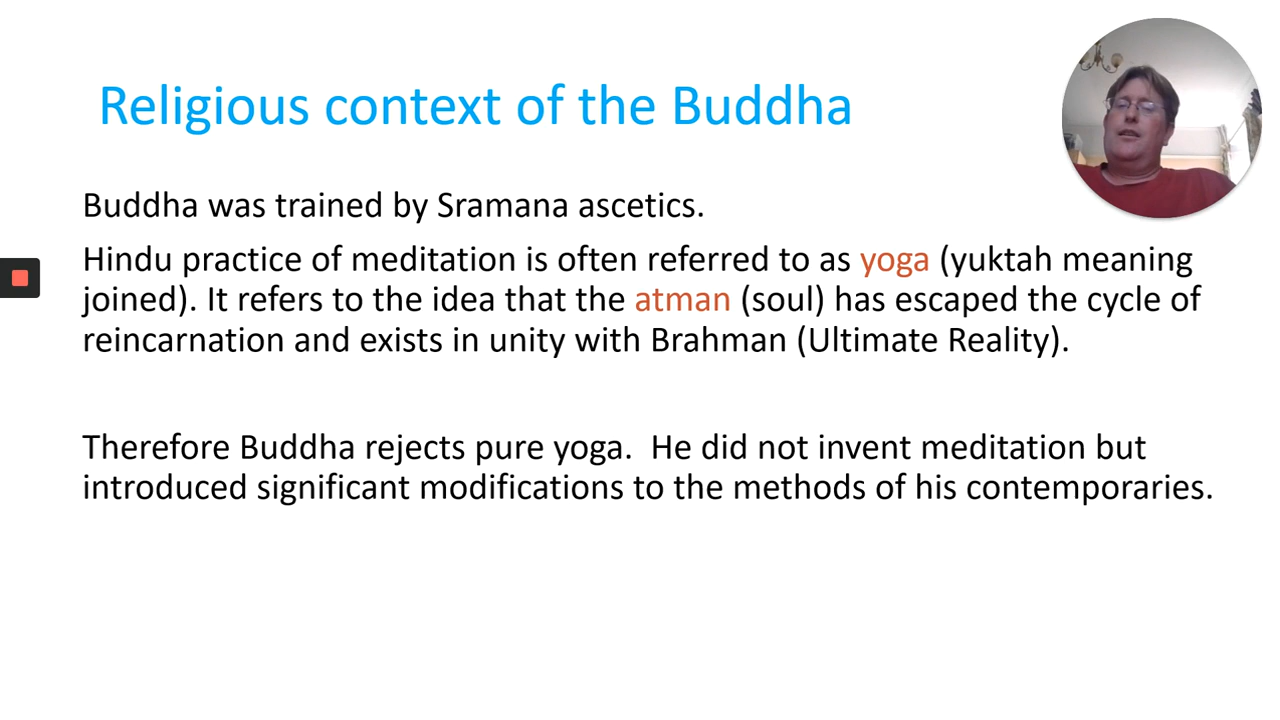 Religious context of the Buddha
Buddha was trained by Sramana ascetics.
Hindu practice of meditation is often referred to as yoga (yuktah meaning
joined). It refers to the idea that the atman (soul) has escaped the cycle of
reincarnation and exists in unity with Brahman (Ultimate Reality).
Therefore Buddha rejects pure yoga.  He did not invent meditation but
introduced significant modifications to the methods of his contemporaries.